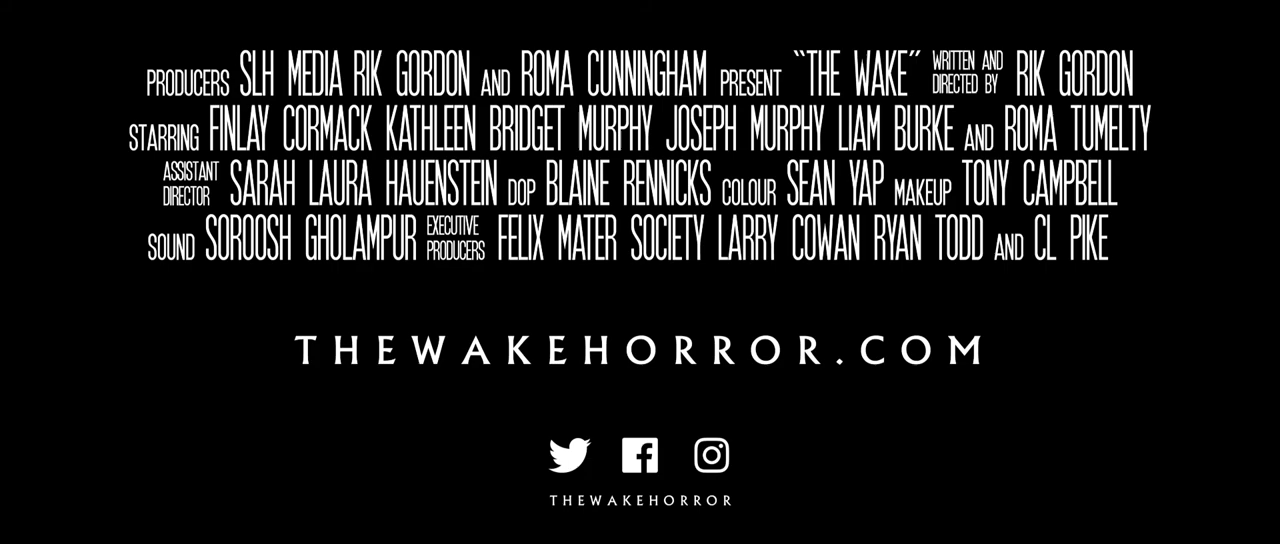 PRODUCERS SLH MEDIA RIK GORDON AND ROMA CUNNINGHAM PRESENT “THE WAKE” WRITTEN AND DIRECTED BY RIK GORDON
STARRING FINLAY CORMACK KATHLEEN BRIDGET MURPHY JOSEPH MURPHY LIAM BURKE AND ROMA TUMELTY
ASSISTANT DIRECTOR SARAH LAURA HAUENSTEIN DOP BLAINE RENNICKS COLOUR SEAN YAP MAKEUP TONY CAMPBELL
SOUND SOROOSH GHOLAMPUR EXECUTIVE PRODUCERS FELIX MATER SOCIETY LARRY COWAN RYAN TODD AND CL PIKE
THEWAKEHORROR.COM
THEWAKEHORROR